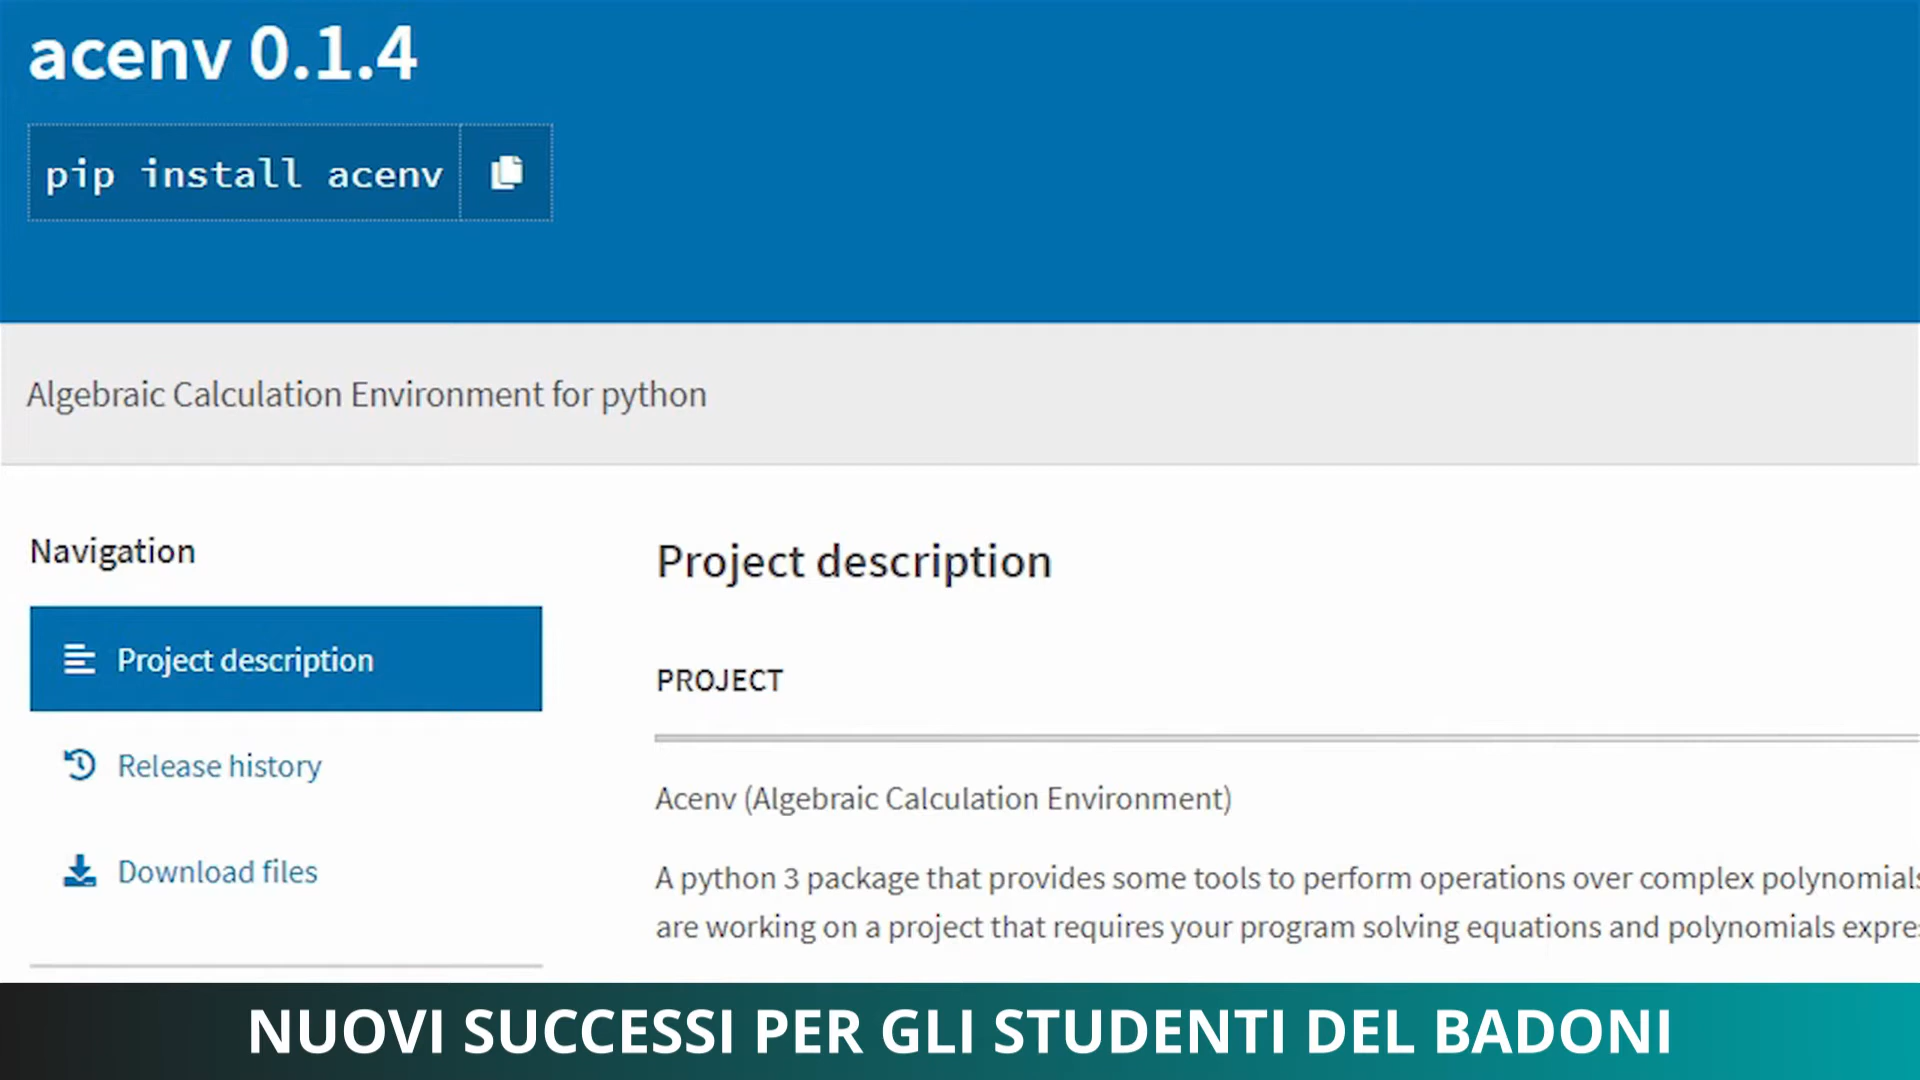 acenv 0.1.4
pip install acenv
Algebraic Calculation Environment for python
Navigation
Project description
Release history
Download files
Project description
PROJECT
Acenv (Algebraic Calculation Environment)
A python 3 package that provides some tools to perform operations over complex polynomials
are working on a project that requires your program solving equations and polynomials
NUOVI SUCCESSI PER GLI STUDENTI DEL BADONI